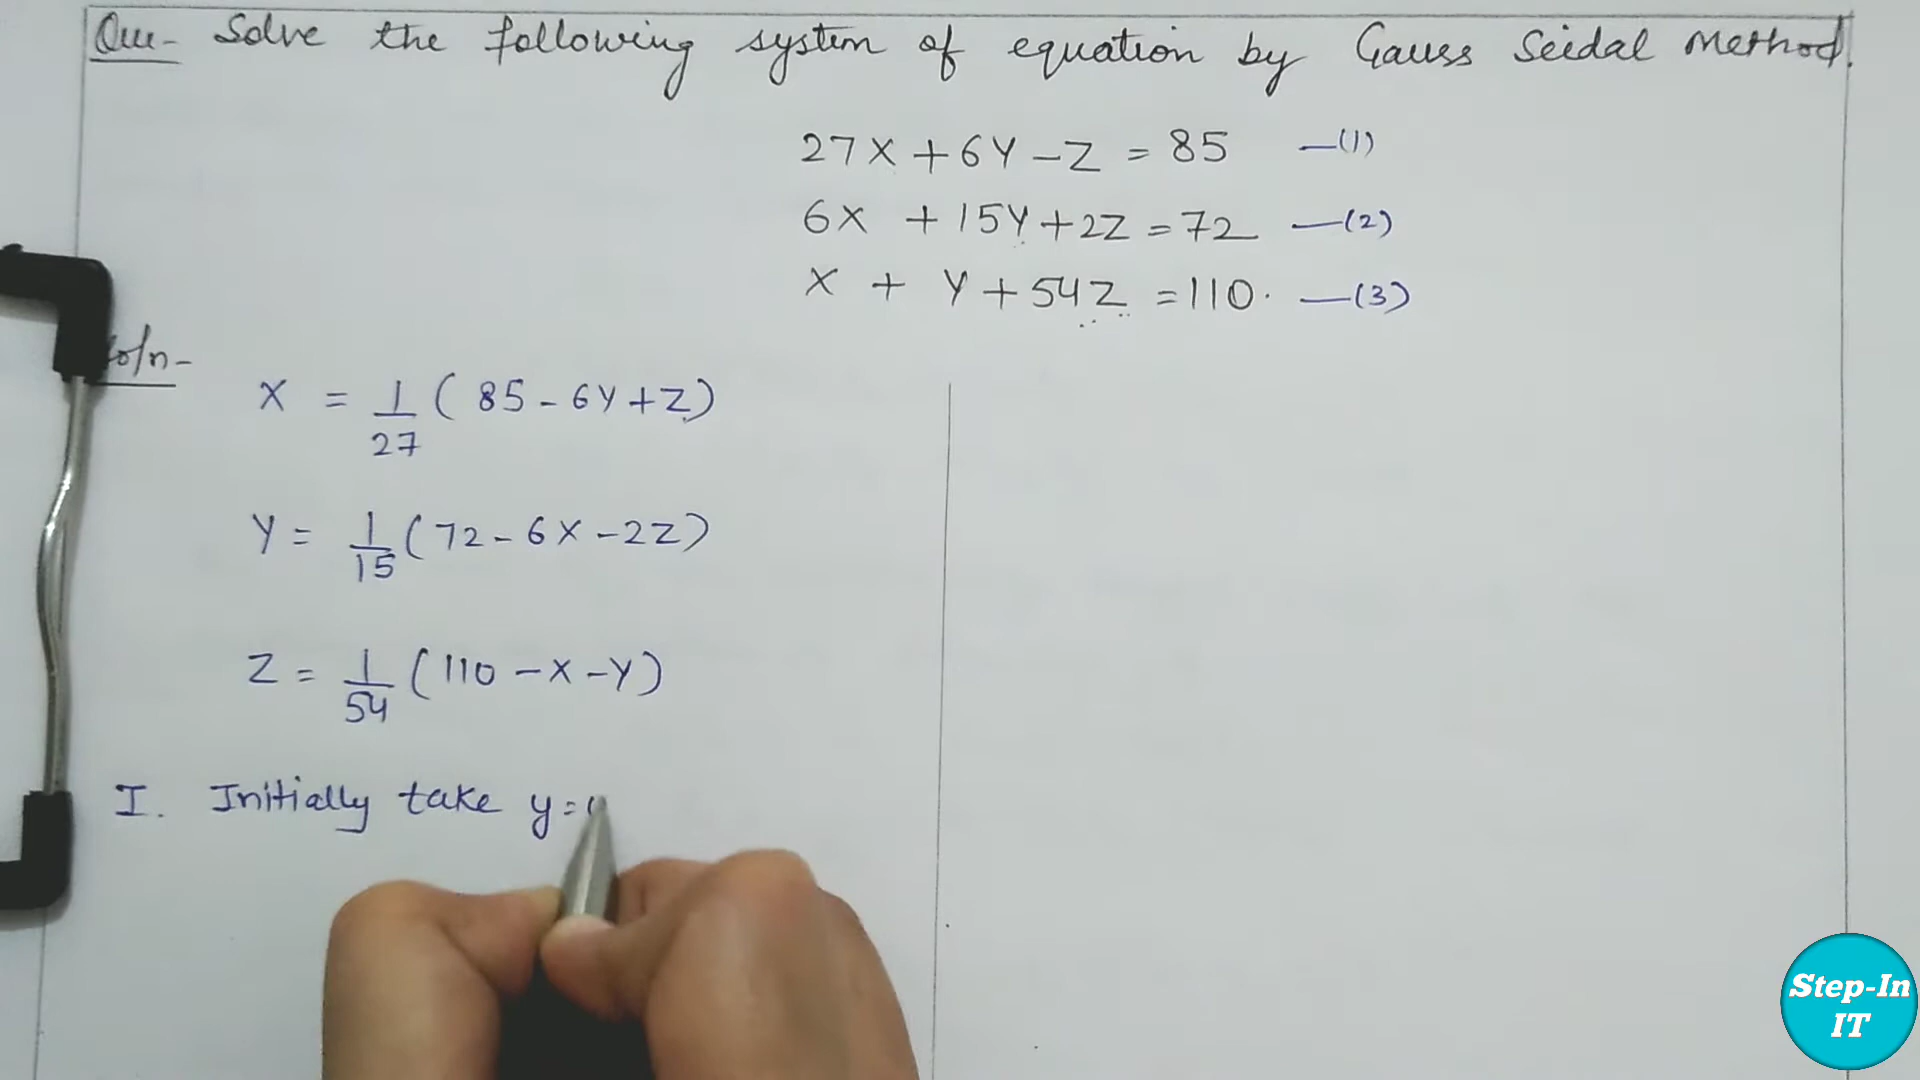 Que- Solve the following system of equation by Gauss Seidal Method.
27X + 6Y - Z = 85 —(1)
6X + 15Y + 2Z = 72 —(2)
X + Y + 54Z = 110. —(3)
Soln-
X = 1/27 ( 85 - 6Y + Z )
Y = 1/15 ( 72 - 6X - 2Z )
Z = 1/54 ( 110 - X - Y )
I. Initially take y=
Step-In
IT